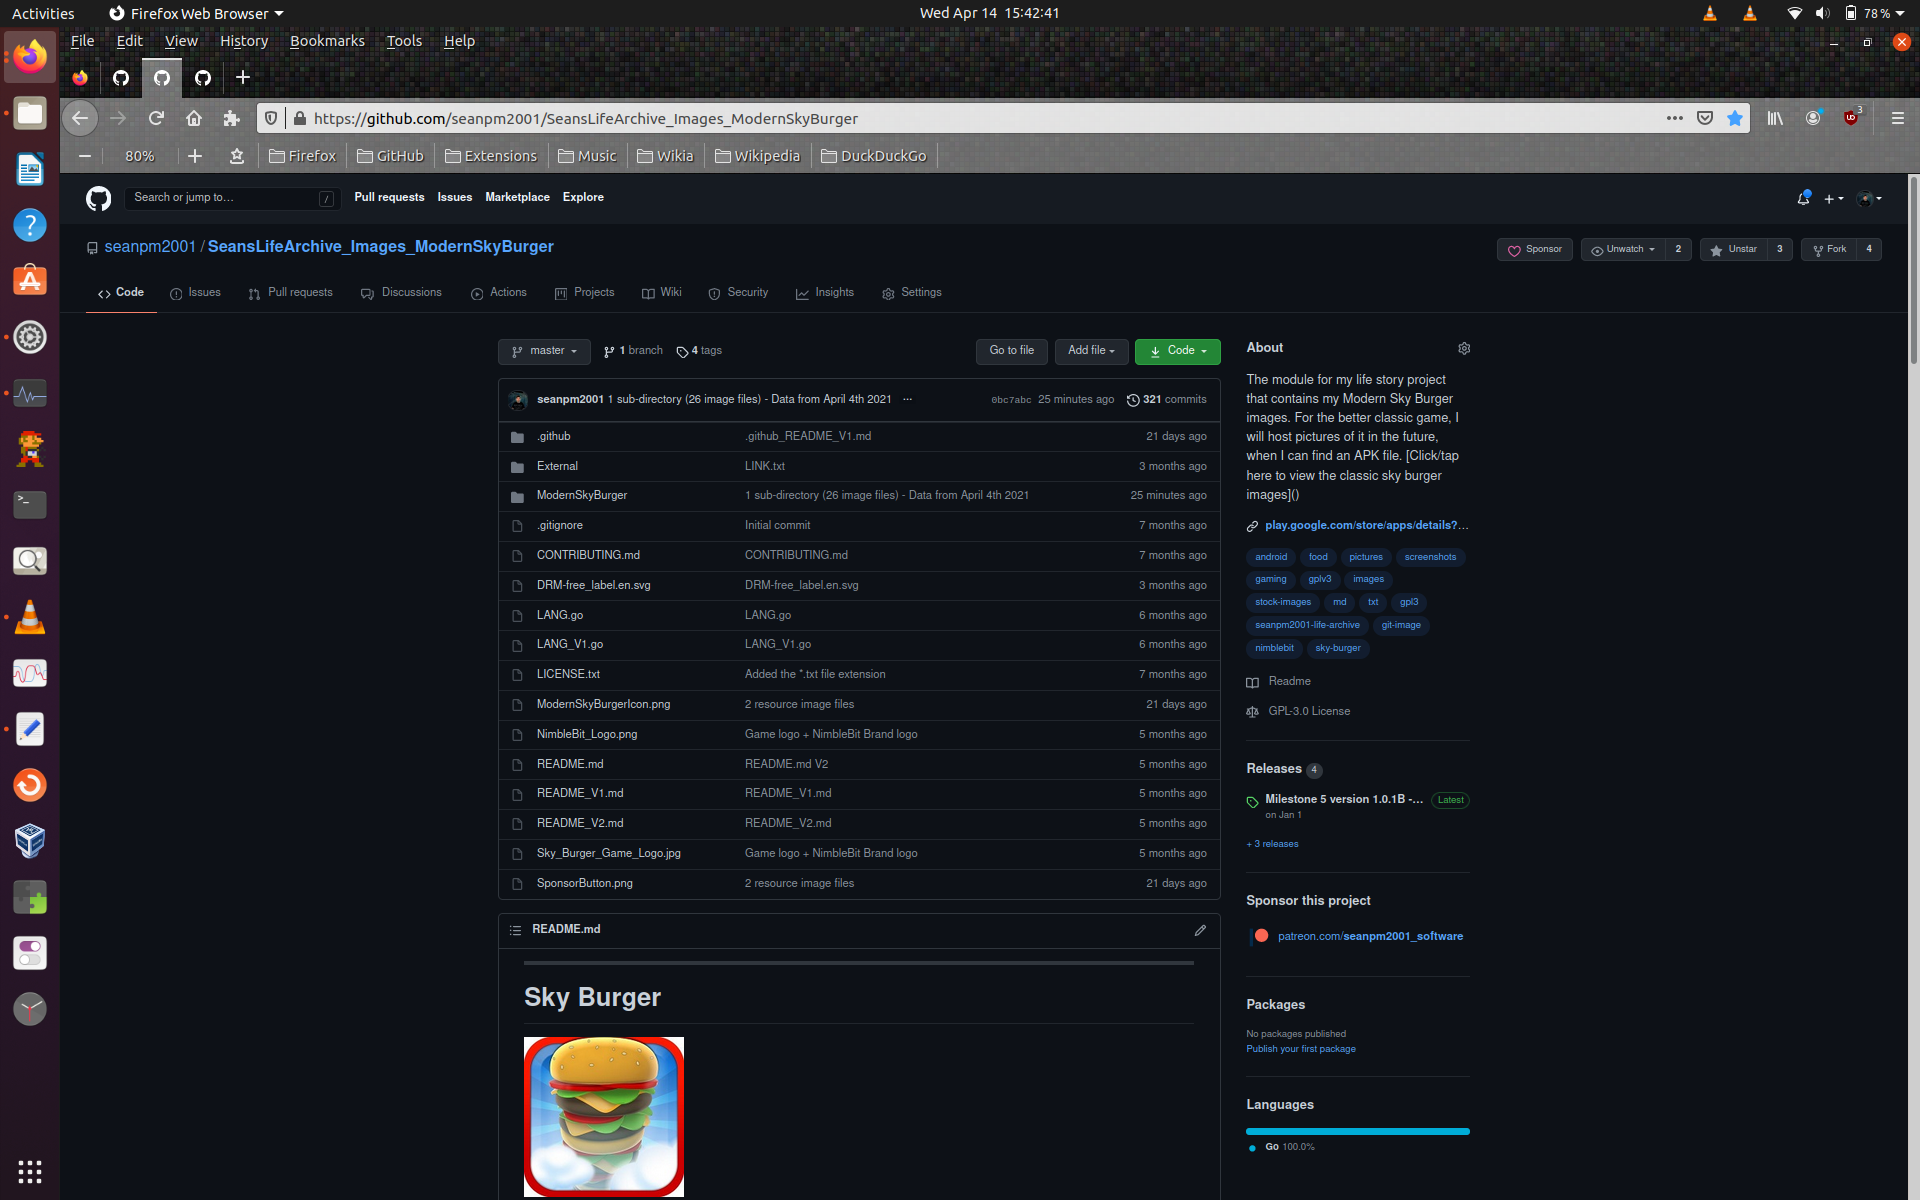 Activities
Firefox Web Browser
Wed Apr 14 15:42:41
78 %
File Edit View History Bookmarks Tools Help
https://github.com/seanpm2001/SeansLifeArchive_Images_ModernSkyBurger
3
80%
Firefox
GitHub
Extensions
Music
Wikia
Wikipedia
DuckDuckGo
Search or jump to…
/
Pull requests
Issues
Marketplace
Explore
seanpm2001 / SeansLifeArchive_Images_ModernSkyBurger
Sponsor
Unwatch 2
Unstar 3
Fork 4
Code
Issues
Pull requests
Discussions
Actions
Projects
Wiki
Security
Insights
Settings
master
1 branch
4 tags
Go to file
Add file
Code
seanpm2001 1 sub-directory (26 image files) - Data from April 4th 2021 ...
0bc7abc 25 minutes ago
321 commits
.github .github_README_V1.md 21 days ago
External LINK.txt 3 months ago
ModernSkyBurger 1 sub-directory (26 image files) - Data from April 4th 2021 25 minutes ago
.gitignore Initial commit 7 months ago
CONTRIBUTING.md CONTRIBUTING.md 7 months ago
DRM-free_label.en.svg DRM-free_label.en.svg 3 months ago
LANG.go LANG.go 6 months ago
LANG_V1.go LANG_V1.go 6 months ago
LICENSE.txt Added the *.txt file extension 7 months ago
ModernSkyBurgerIcon.png 2 resource image files 21 days ago
NimbleBit_Logo.png Game logo + NimbleBit Brand logo 5 months ago
README.md README.md V2 5 months ago
README_V1.md README_V1.md 5 months ago
README_V2.md README_V2.md 5 months ago
Sky_Burger_Game_Logo.jpg Game logo + NimbleBit Brand logo 5 months ago
SponsorButton.png 2 resource image files 21 days ago
README.md
Sky Burger
About
The module for my life story project
that contains my Modern Sky Burger
images. For the better classic game, I
will host pictures of it in the future,
when I can find an APK file. [Click/tap
here to view the classic sky burger
images]()
play.google.com/store/apps/details?...
android food pictures screenshots
gaming gplv3 images
stock-images md txt gpl3
seanpm2001-life-archive git-image
nimblebit sky-burger
Readme
GPL-3.0 License
Releases 4
Milestone 5 version 1.0.1B -... Latest
on Jan 1
+ 3 releases
Sponsor this project
patreon.com/seanpm2001_software
Packages
No packages published
Publish your first package
Languages
Go 100.0%